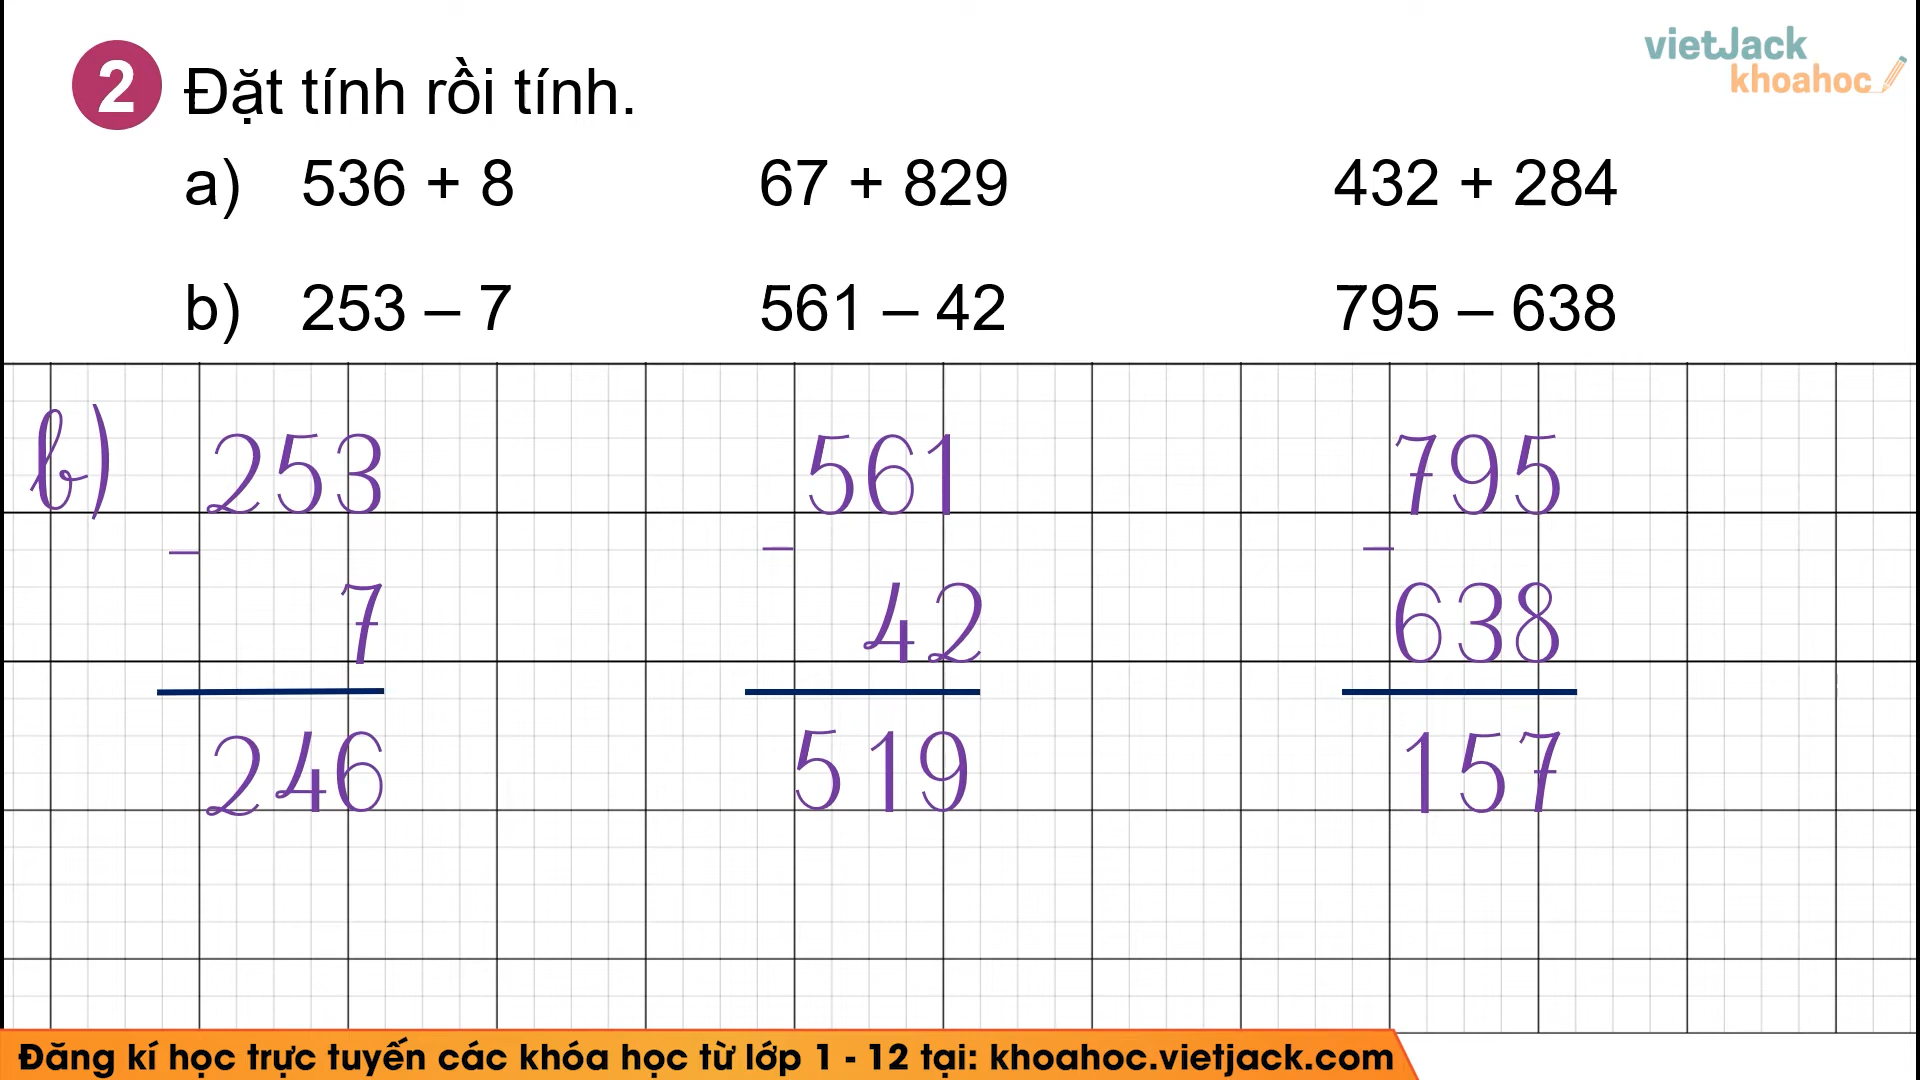 vietJack
khoahoc
2 Đặt tính rồi tính.
a) 536 + 8 67 + 829 432 + 284
b) 253 – 7 561 – 42 795 – 638
b) 253 561 795
– – –
7 42 638
246 519 157
Đăng kí học trực tuyến các khóa học từ lớp 1 - 12 tại: khoahoc.vietjack.com